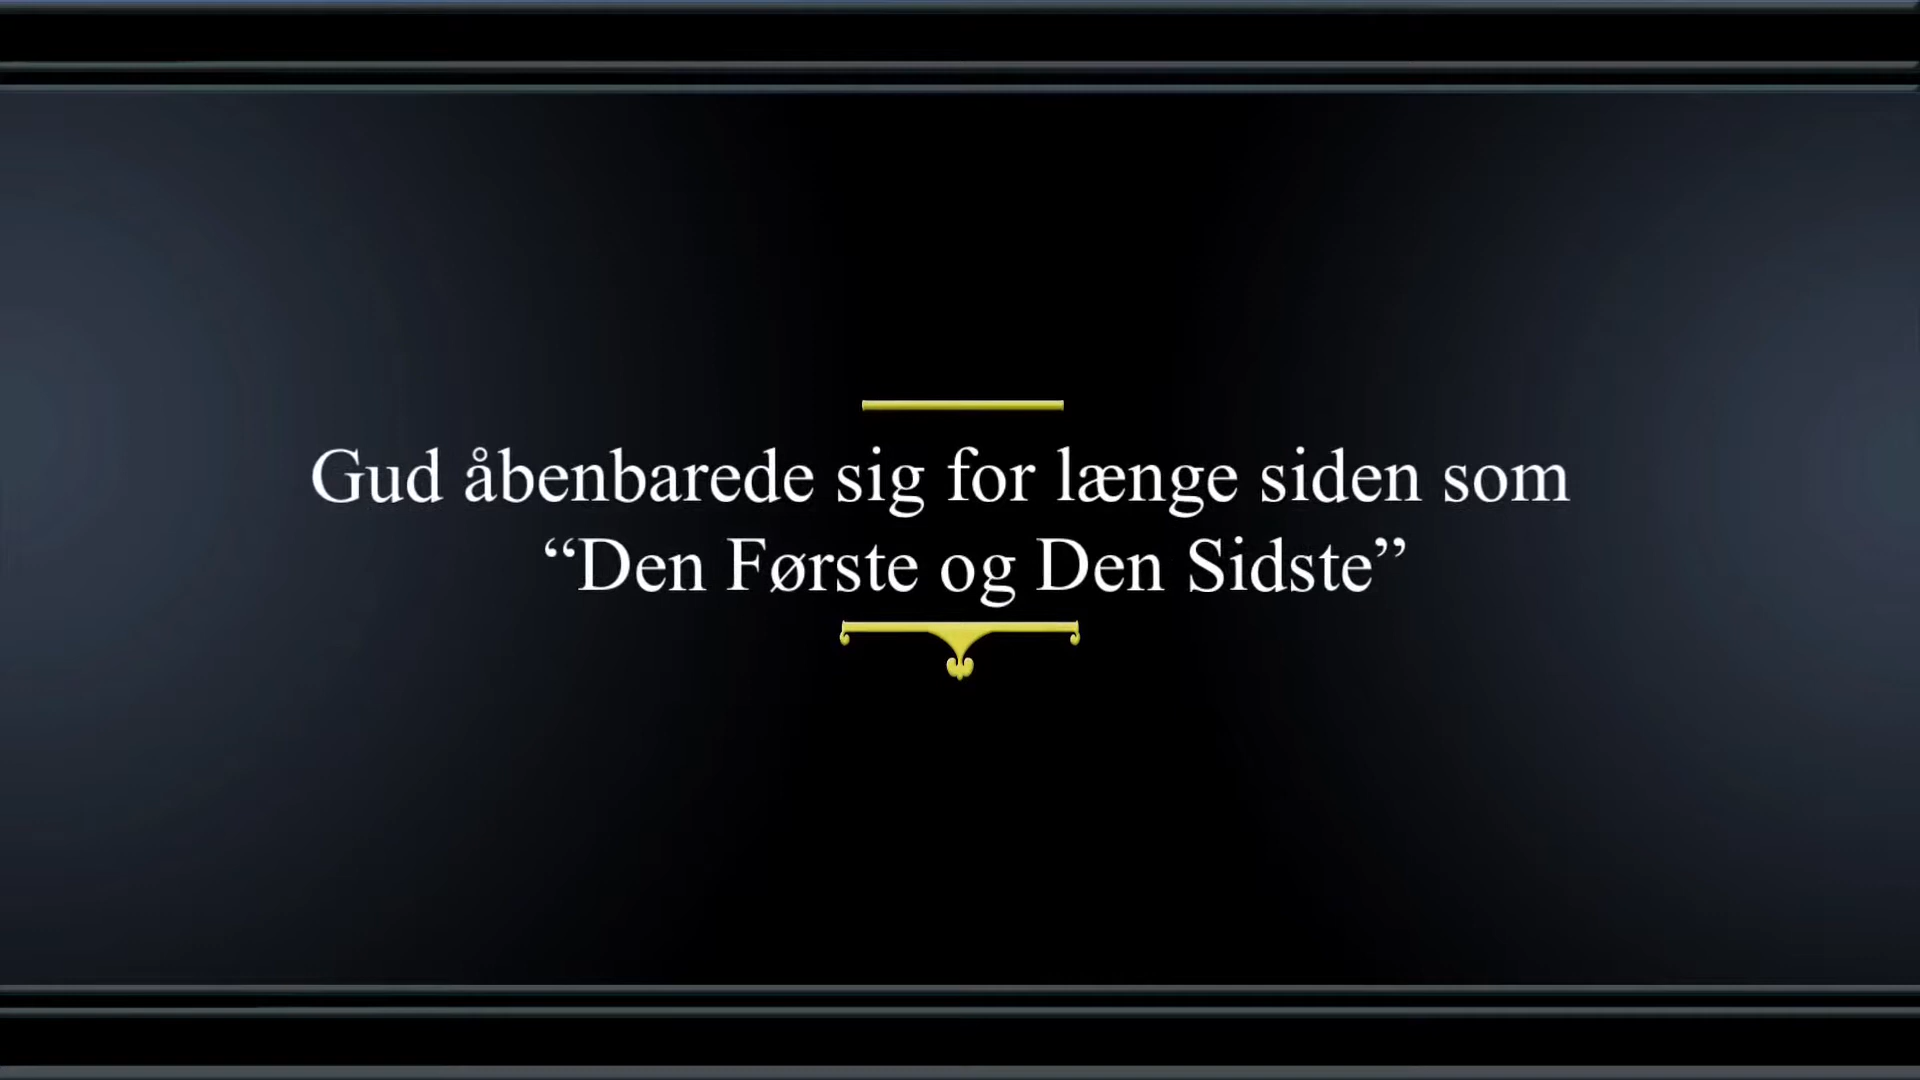 Gud åbenbarede sig for længe siden som
“Den Første og Den Sidste”